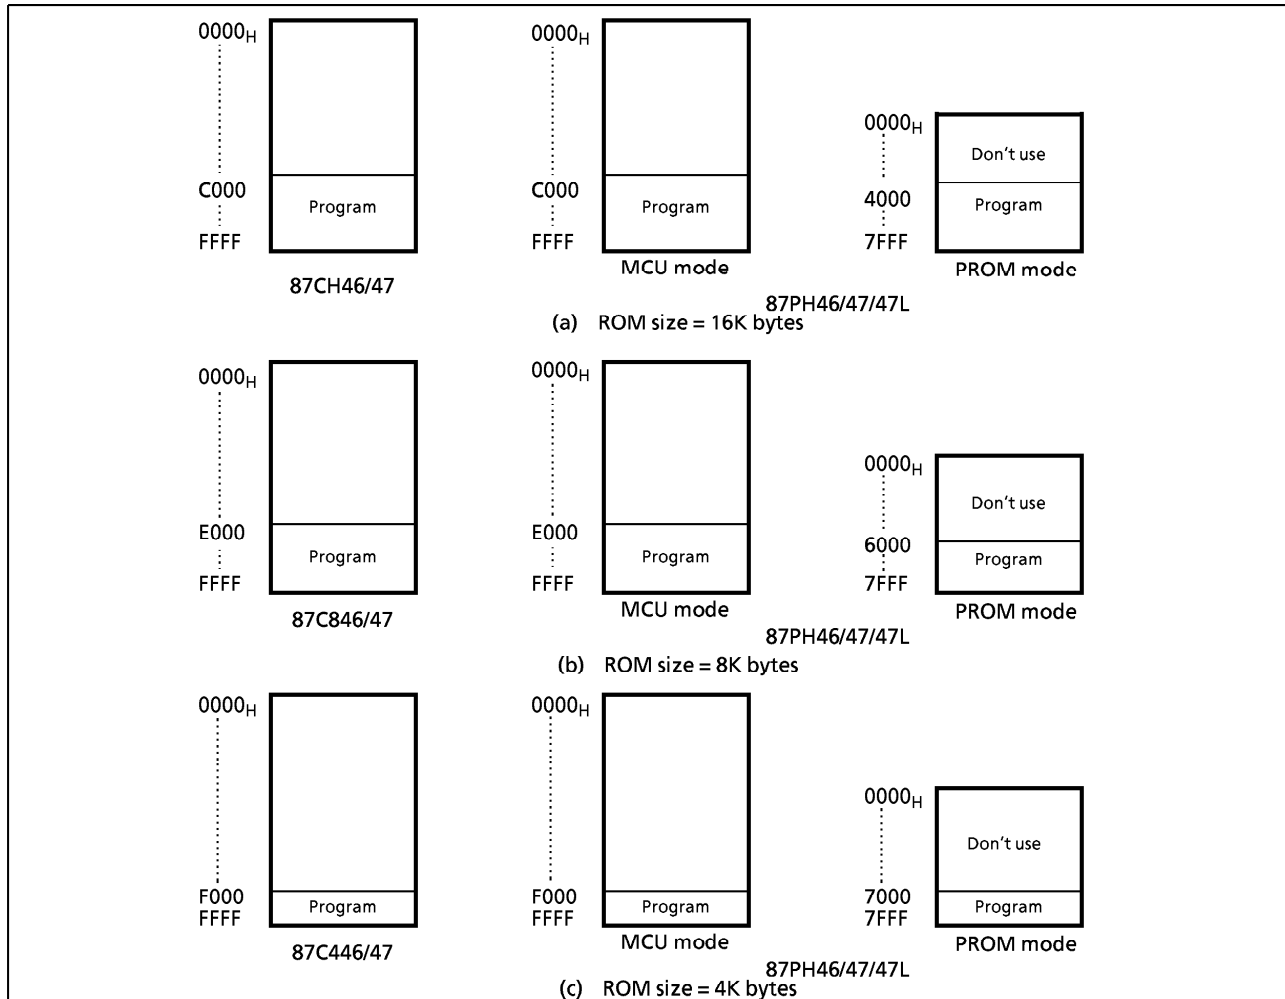 0000H
C000
FFFF
Program
87CH46/47
0000H
C000
FFFF
Program
MCU mode
0000H
4000
7FFF
Don't use
Program
PROM mode
87PH46/47/47L
(a) ROM size = 16K bytes
0000H
E000
FFFF
Program
87C846/47
0000H
E000
FFFF
Program
MCU mode
0000H
6000
7FFF
Don't use
Program
PROM mode
87PH46/47/47L
(b) ROM size = 8K bytes
0000H
F000
FFFF
Program
87C446/47
0000H
F000
FFFF
Program
MCU mode
0000H
7000
7FFF
Don't use
Program
PROM mode
87PH46/47/47L
(c) ROM size = 4K bytes